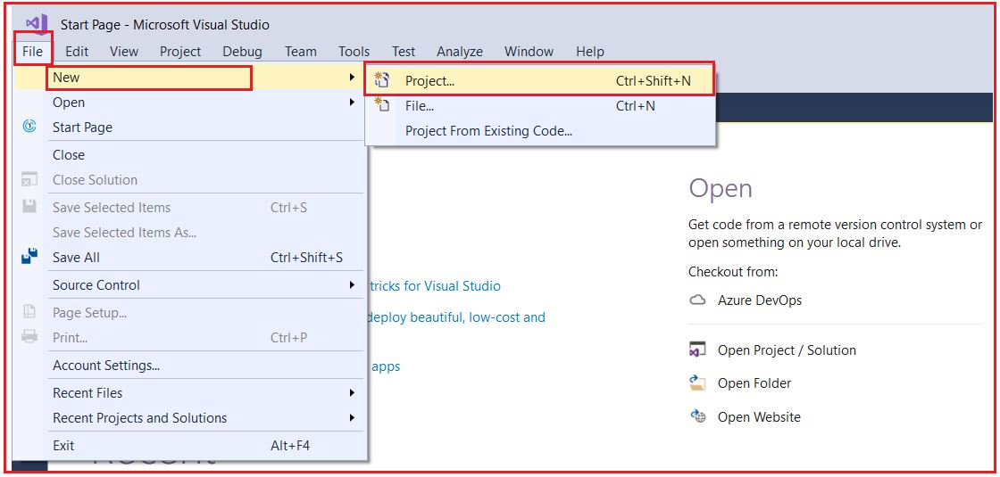 Start Page - Microsoft Visual Studio
File Edit View Project Debug Team Tools Test Analyze Window Help
New
Project... Ctrl+Shift+N
Open
File... Ctrl+N
Start Page
Project From Existing Code...
Close
Close Solution
Save Selected Items Ctrl+S
Save Selected Items As...
Save All Ctrl+Shift+S
Source Control
Page Setup...
Print... Ctrl+P
Account Settings...
Recent Files
Recent Projects and Solutions
Exit Alt+F4
tricks for Visual Studio
deploy beautiful, low-cost and
apps
Open
Get code from a remote version control system or
open something on your local drive.
Checkout from:
Azure DevOps
Open Project / Solution
Open Folder
Open Website